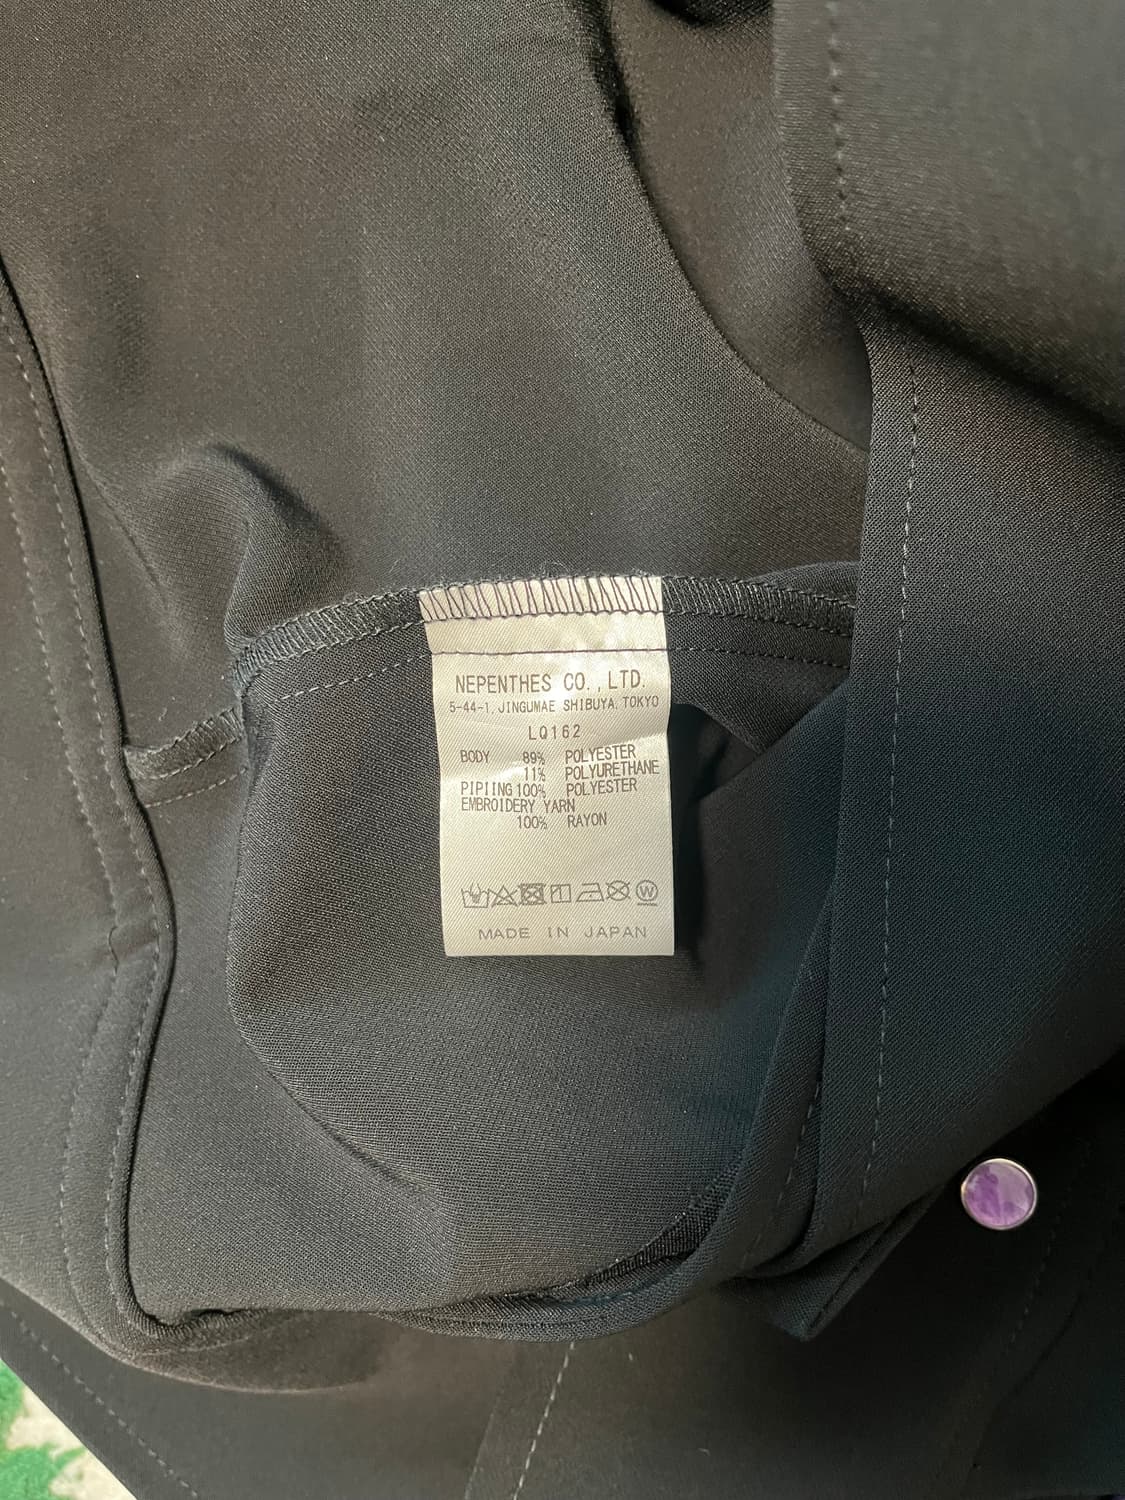 NEPENTHES CO.,LTD.
5-44-1, JINGUMAE SHIBUYA, TOKYO
LQ162
BODY 89% POLYESTER
11% POLYURETHANE
PIPIING 100% POLYESTER
EMBROIDERY YARN
100% RAYON
W
MADE IN JAPAN